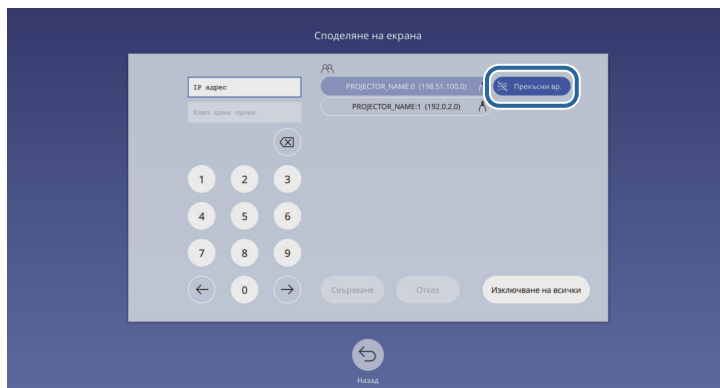 Споделяне на екрана
IP адрес
Ключ дума проек
PROJECTOR_NAME:0 (198.51.100.0)
Прекъсни вр.
PROJECTOR_NAME:1 (192.0.2.0)
1 2 3
4 5 6
7 8 9
0
Свързване
Отказ
Изключване на всички
Назад